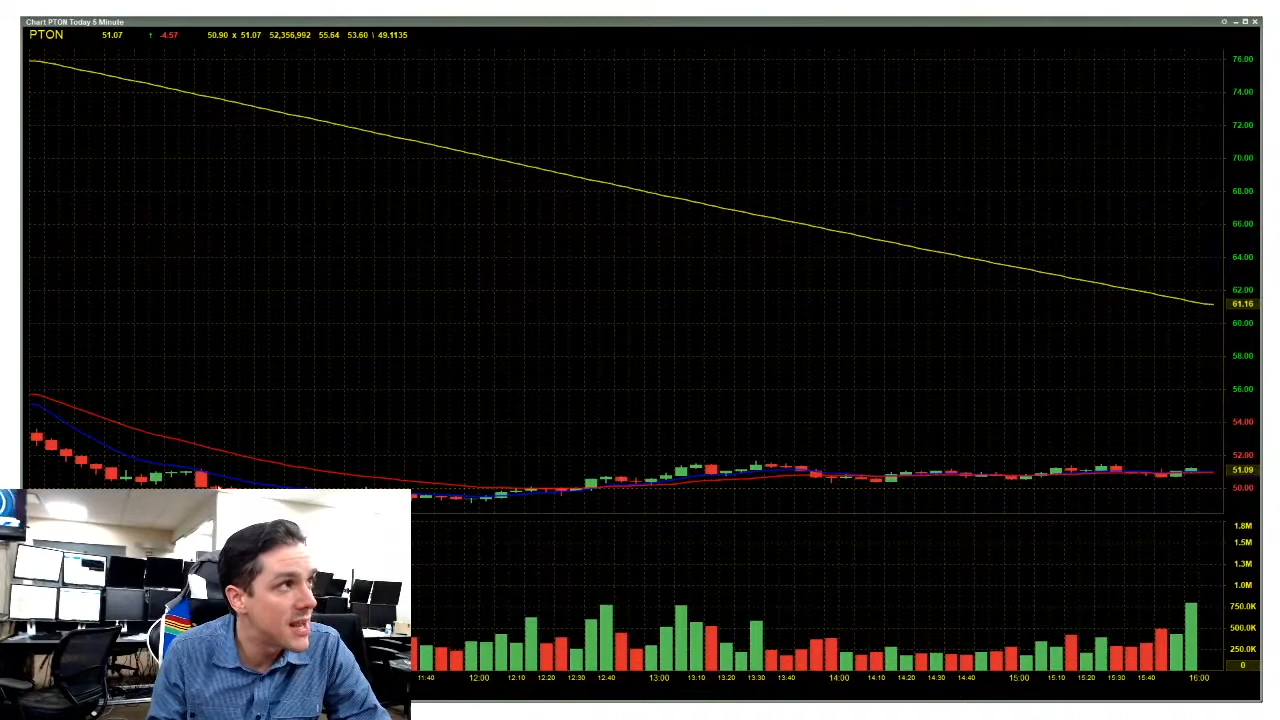 Chart PTON Today 5 Minute
PTON 51.07 ↑ -4.57 50.90 x 51.07 52,356,992 55.64 53.60 \ 49.1135
76.00
74.00
72.00
70.00
68.00
66.00
64.00
62.00
61.16
60.00
58.00
56.00
54.00
52.00
51.09
50.00
1.8M
1.5M
1.3M
1.0M
750.0K
500.0K
250.0K
0
11:40 12:00 12:10 12:20 12:30 12:40 13:00 13:10 13:20 13:30 13:40 14:00 14:10 14:20 14:30 14:40 15:00 15:10 15:20 15:30 15:40 16:00